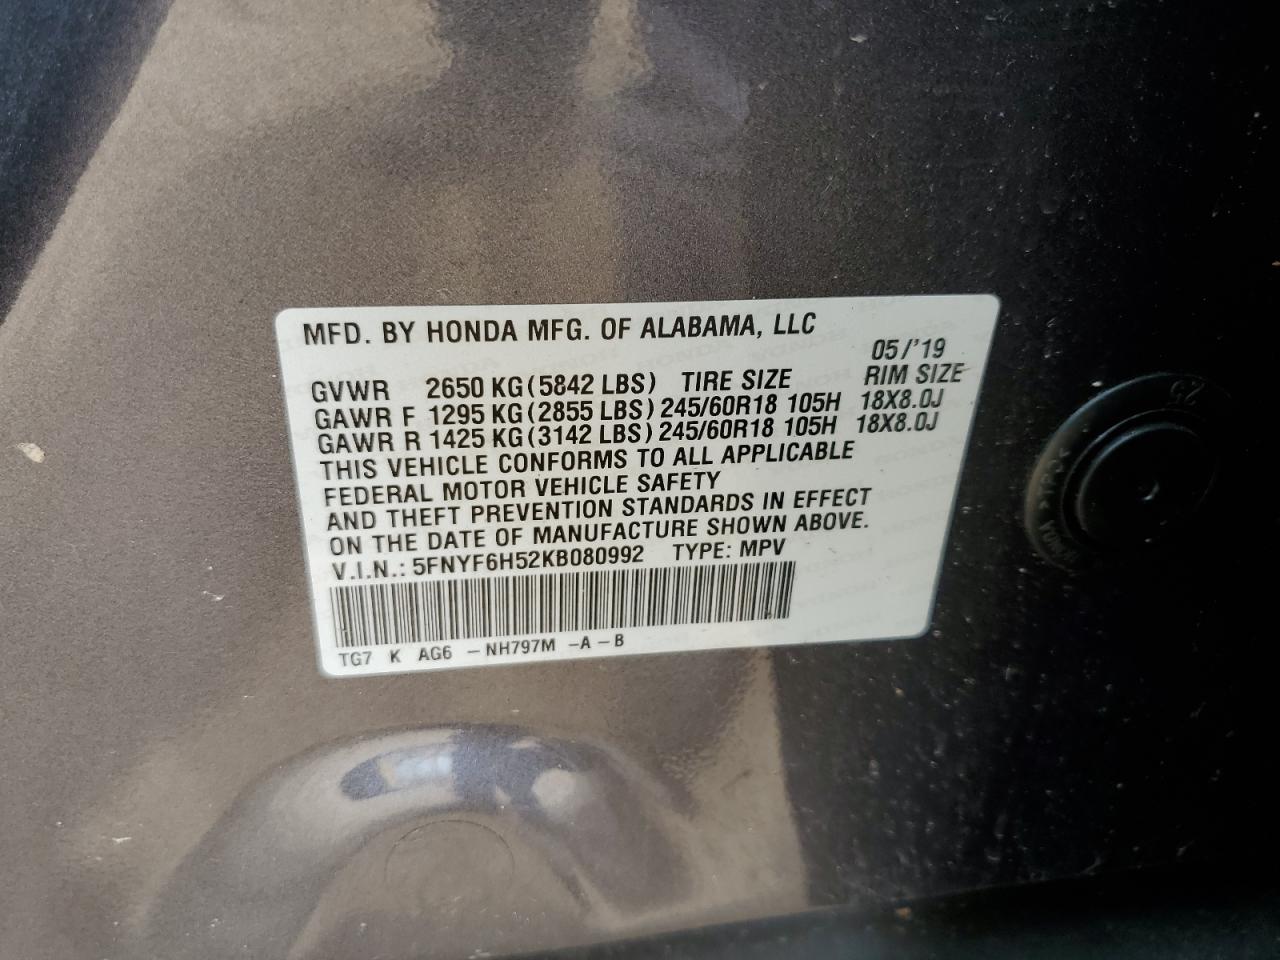 MFD. BY HONDA MFG. OF ALABAMA, LLC
05/'19
GVWR 2650 KG (5842 LBS) TIRE SIZE RIM SIZE
GAWR F 1295 KG (2855 LBS) 245/60R18 105H 18X8.0J
GAWR R 1425 KG (3142 LBS) 245/60R18 105H 18X8.0J
THIS VEHICLE CONFORMS TO ALL APPLICABLE
FEDERAL MOTOR VEHICLE SAFETY
AND THEFT PREVENTION STANDARDS IN EFFECT
ON THE DATE OF MANUFACTURE SHOWN ABOVE.
V.I.N.: 5FNYF6H52KB080992 TYPE: MPV
TG7 K AG6 -NH797M -A-B
25